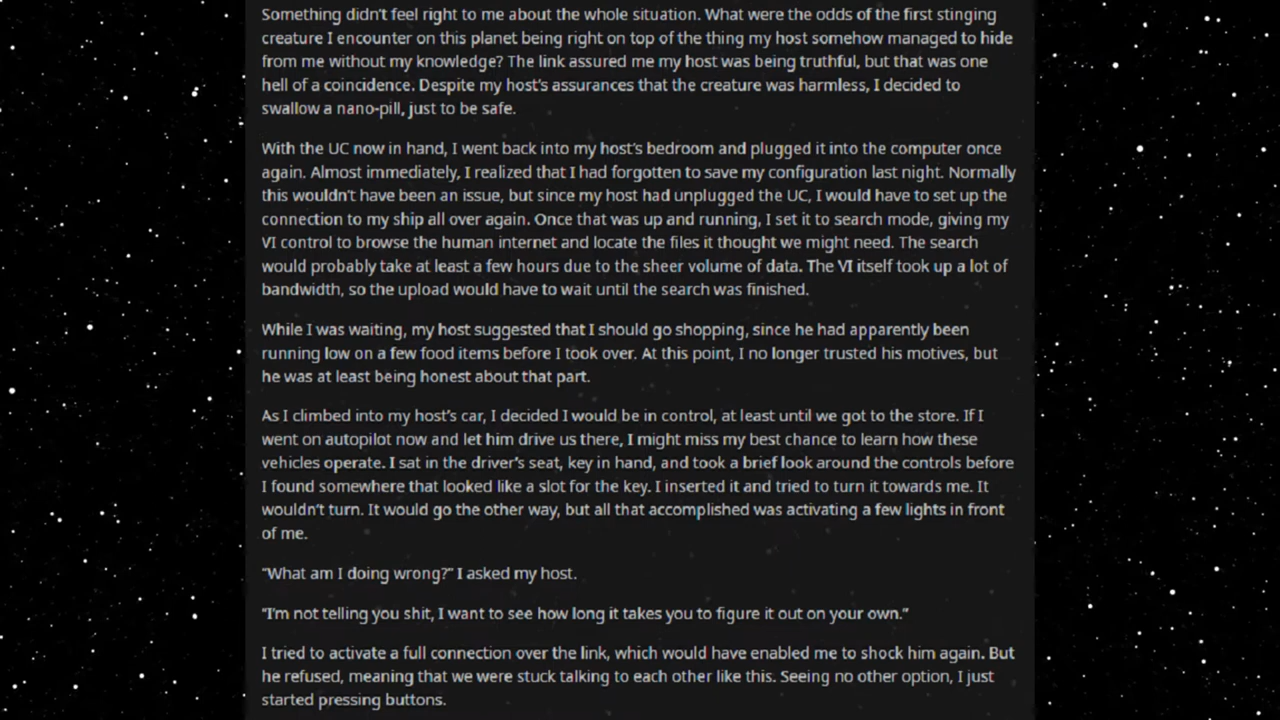 Something didn't feel right to me about the whole situation. What were the odds of the first stinging
creature I encounter on this planet being right on top of the thing my host somehow managed to hide
from me without my knowledge? The link assured me my host was being truthful, but that was one
hell of a coincidence. Despite my host's assurances that the creature was harmless, I decided to
swallow a nano-pill, just to be safe.
With the UC now in hand, I went back into my host's bedroom and plugged it into the computer once
again. Almost immediately, I realized that I had forgotten to save my configuration last night. Normally
this wouldn't have been an issue, but since my host had unplugged the UC, I would have to set up the
connection to my ship all over again. Once that was up and running, I set it to search mode, giving my
VI control to browse the human internet and locate the files it thought we might need. The search
would probably take at least a few hours due to the sheer volume of data. The VI itself took up a lot of
bandwidth, so the upload would have to wait until the search was finished.
While I was waiting, my host suggested that I should go shopping, since he had apparently been
running low on a few food items before I took over. At this point, I no longer trusted his motives, but
he was at least being honest about that part.
As I climbed into my host's car, I decided I would be in control, at least until we got to the store. If I
went on autopilot now and let him drive us there, I might miss my best chance to learn how these
vehicles operate. I sat in the driver's seat, key in hand, and took a brief look around the controls before
I found somewhere that looked like a slot for the key. I inserted it and tried to turn it towards me. It
wouldn't turn. It would go the other way, but all that accomplished was activating a few lights in front
of me.
“What am I doing wrong?” I asked my host.
“I'm not telling you shit, I want to see how long it takes you to figure it out on your own.”
I tried to activate a full connection over the link, which would have enabled me to shock him again. But
he refused, meaning that we were stuck talking to each other like this. Seeing no other option, I just
started pressing buttons.